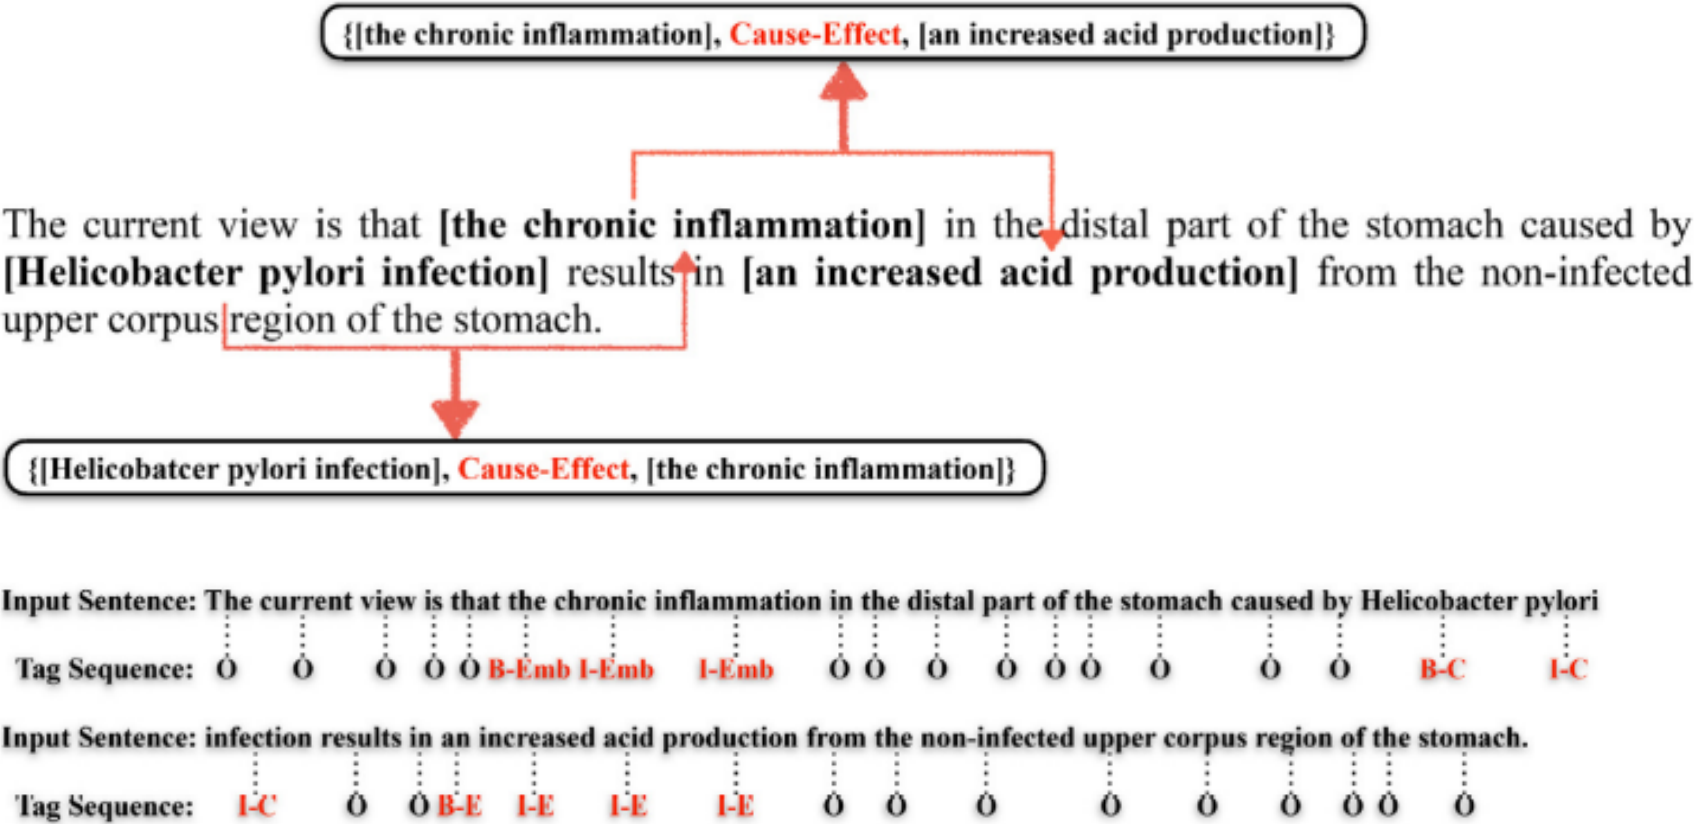 {[the chronic inflammation], Cause-Effect, [an increased acid production]}
The current view is that [the chronic inflammation] in the distal part of the stomach caused by
[Helicobacter pylori infection] results in [an increased acid production] from the non-infected
upper corpus region of the stomach.
{[Helicobatcer pylori infection], Cause-Effect, [the chronic inflammation]}
Input Sentence: The current view is that the chronic inflammation in the distal part of the stomach caused by Helicobacter pylori
Tag Sequence: O O O O O B-Emb I-Emb I-Emb O O O O O O O O O B-C I-C
Input Sentence: infection results in an increased acid production from the non-infected upper corpus region of the stomach.
Tag Sequence: I-C O O B-E I-E I-E I-E O O O O O O O O O